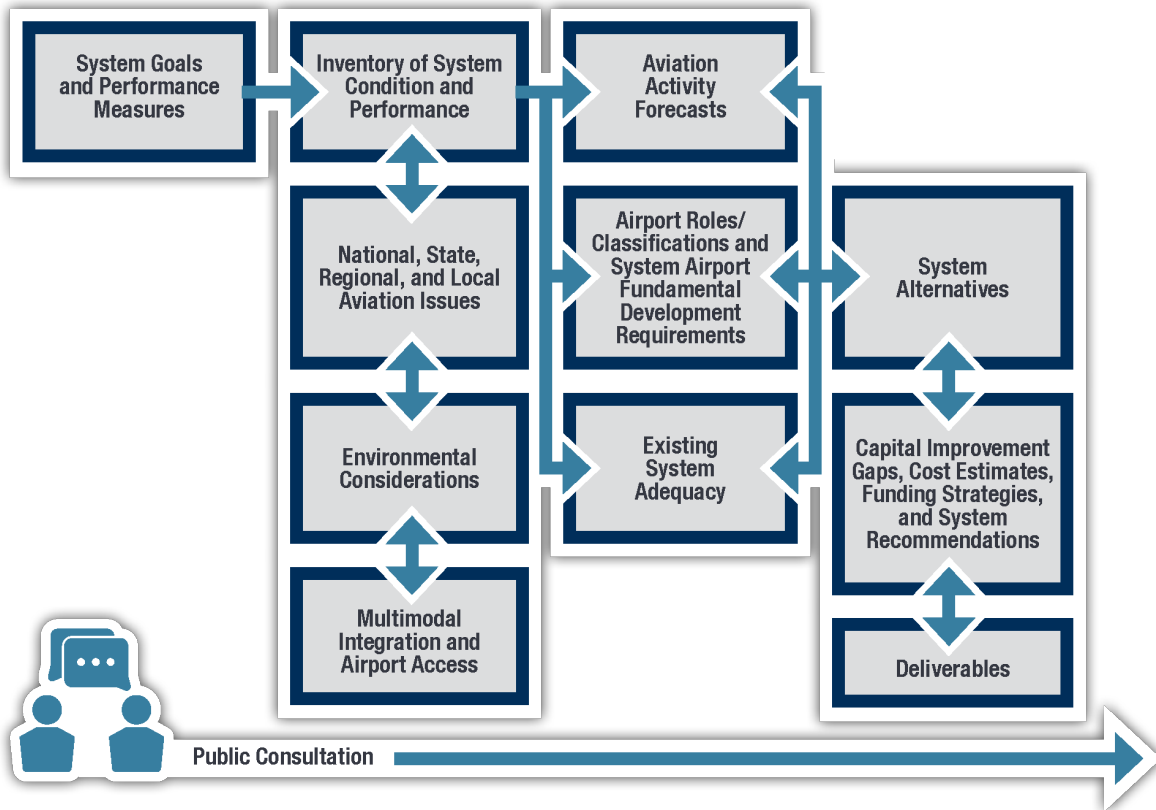 System Goals
and Performance
Measures
Inventory of System
Condition and
Performance
National, State,
Regional, and Local
Aviation Issues
Environmental
Considerations
Multimodal
Integration and
Airport Access
Aviation
Activity
Forecasts
Airport Roles/
Classifications and
System Airport
Fundamental
Development
Requirements
Existing
System
Adequacy
System
Alternatives
Capital Improvement
Gaps, Cost Estimates,
Funding Strategies,
and System
Recommendations
Deliverables
Public Consultation